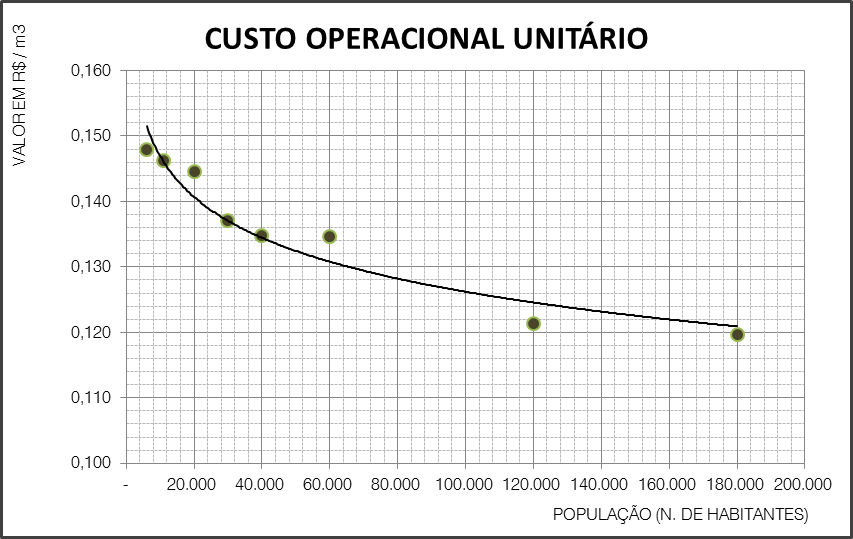 CUSTO OPERACIONAL UNITÁRIO
VALOR EM R$ / m3
0,160
0,150
0,140
0,130
0,120
0,110
0,100
- 20.000 40.000 60.000 80.000 100.000 120.000 140.000 160.000 180.000 200.000
POPULAÇÃO (N. DE HABITANTES)